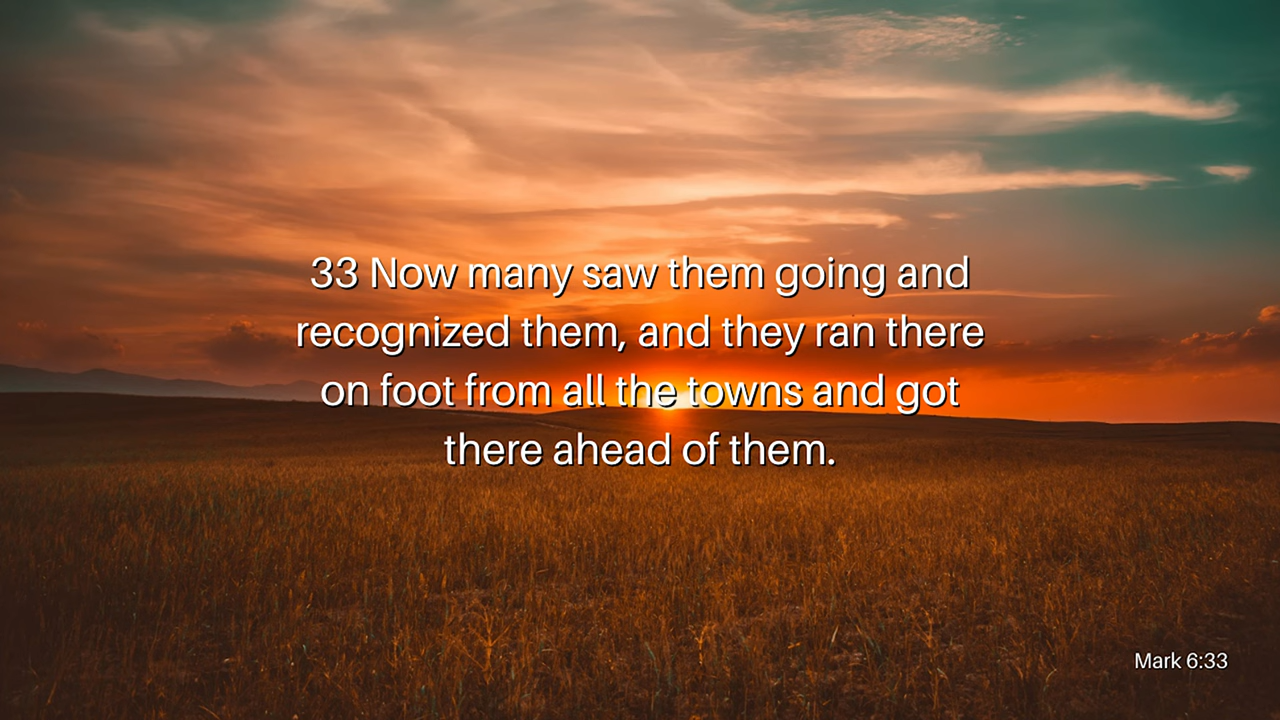 33 Now many saw them going and
recognized them, and they ran there
on foot from all the towns and got
there ahead of them.
Mark 6:33